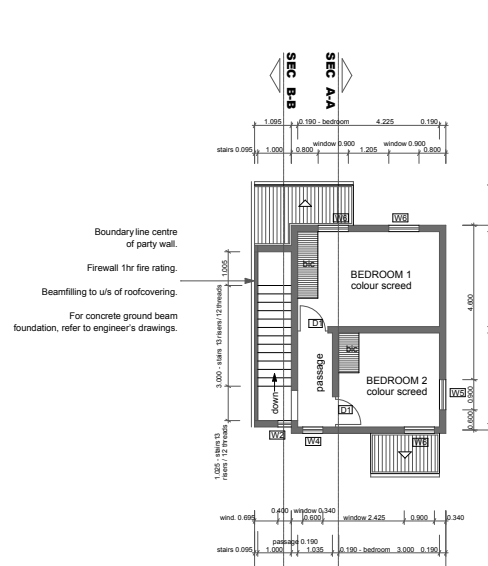 SEC B-B
SEC A-A
1.095 0.190 - bedroom 4.225 0.190
window 0.900 window 0.900
stairs 0.095 1.000 0.800 1.205 0.800
W6 W6
Boundary line centre
of party wall.
Firewall 1hr fire rating.
Beamfilling to u/s of roofcovering.
For concrete ground beam
foundation, refer to engineer's drawings.
1.005
3.000 - stairs 13 risers / 12 threads
1.025 - stairs 13
risers / 12 threads
bic
BEDROOM 1
colour screed
D1
passage
bic
BEDROOM 2
colour screed
D1
down
4.600
0.900
0.600
W5
W2 W4 W6
0.400 window 0.340
wind. 0.695 0.600 window 2.425 0.900 0.340
passage 0.190
stairs 0.095 1.000 1.035 0.190 - bedroom 3.000 0.190